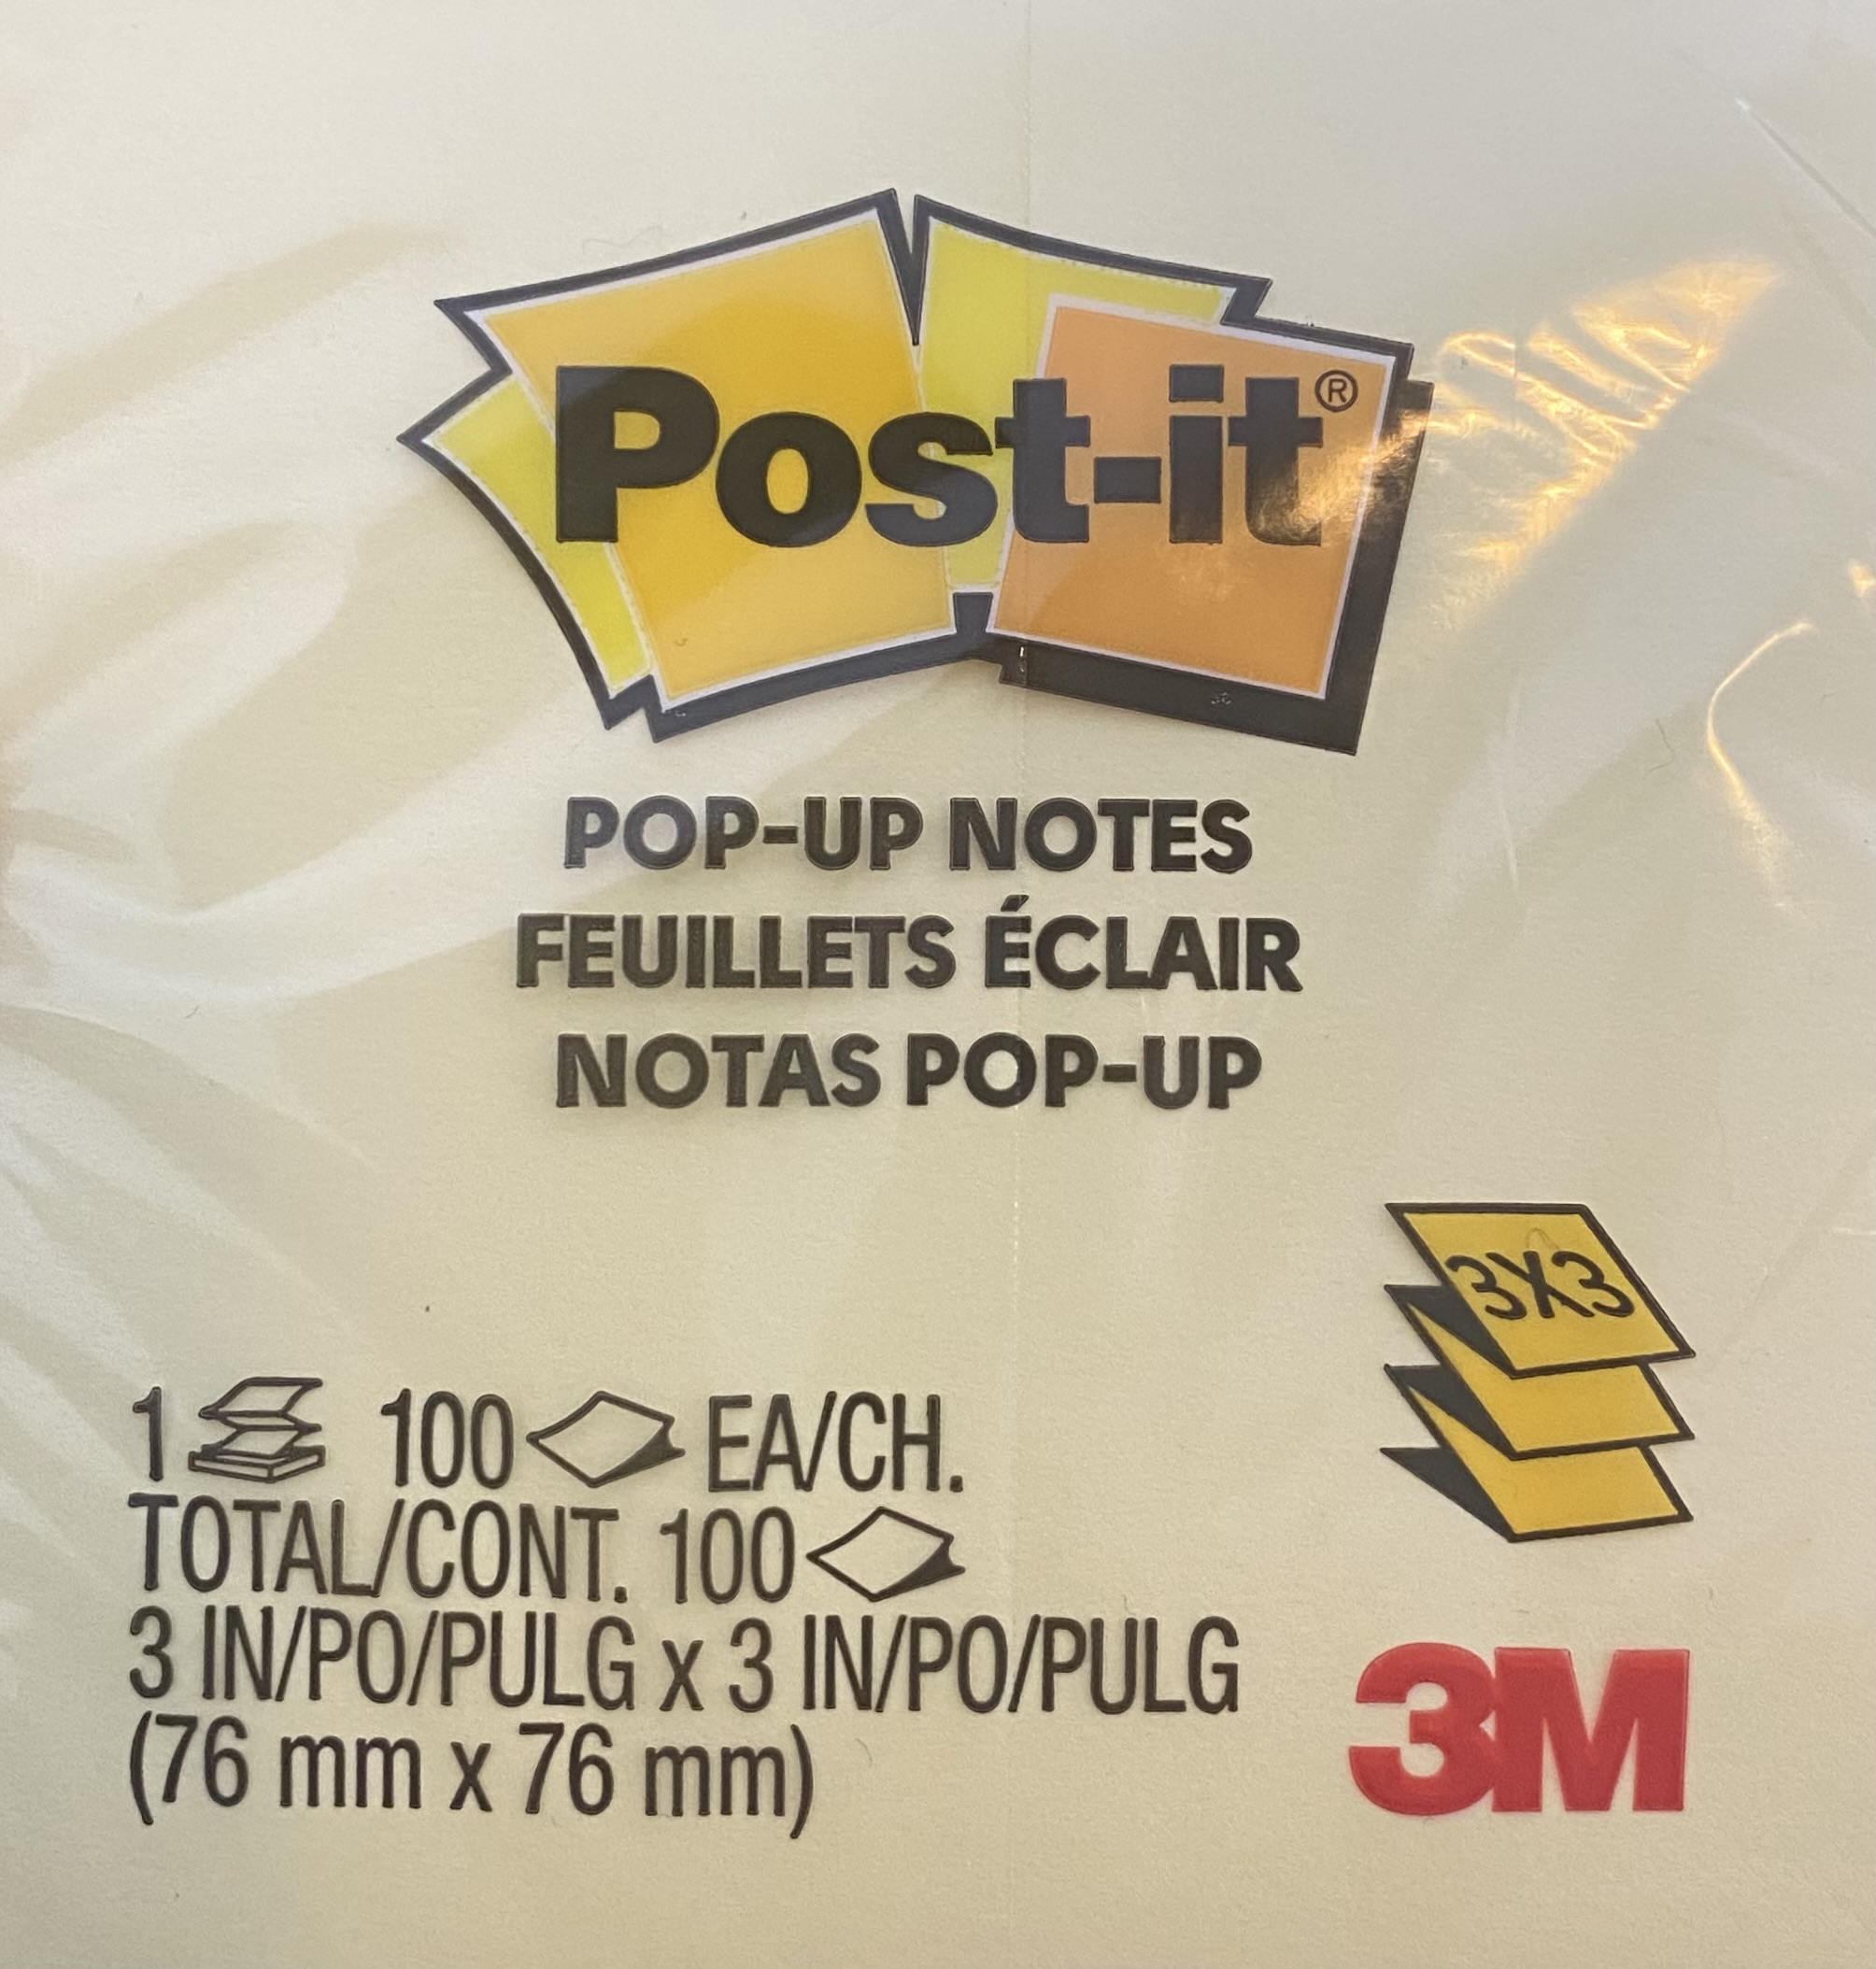 Post-it®
POP-UP NOTES
FEUILLETS ÉCLAIR
NOTAS POP-UP
3X3
1 100 EA/CH.
TOTAL/CONT. 100
3 IN/PO/PULG x 3 IN/PO/PULG
(76 mm x 76 mm)
3M